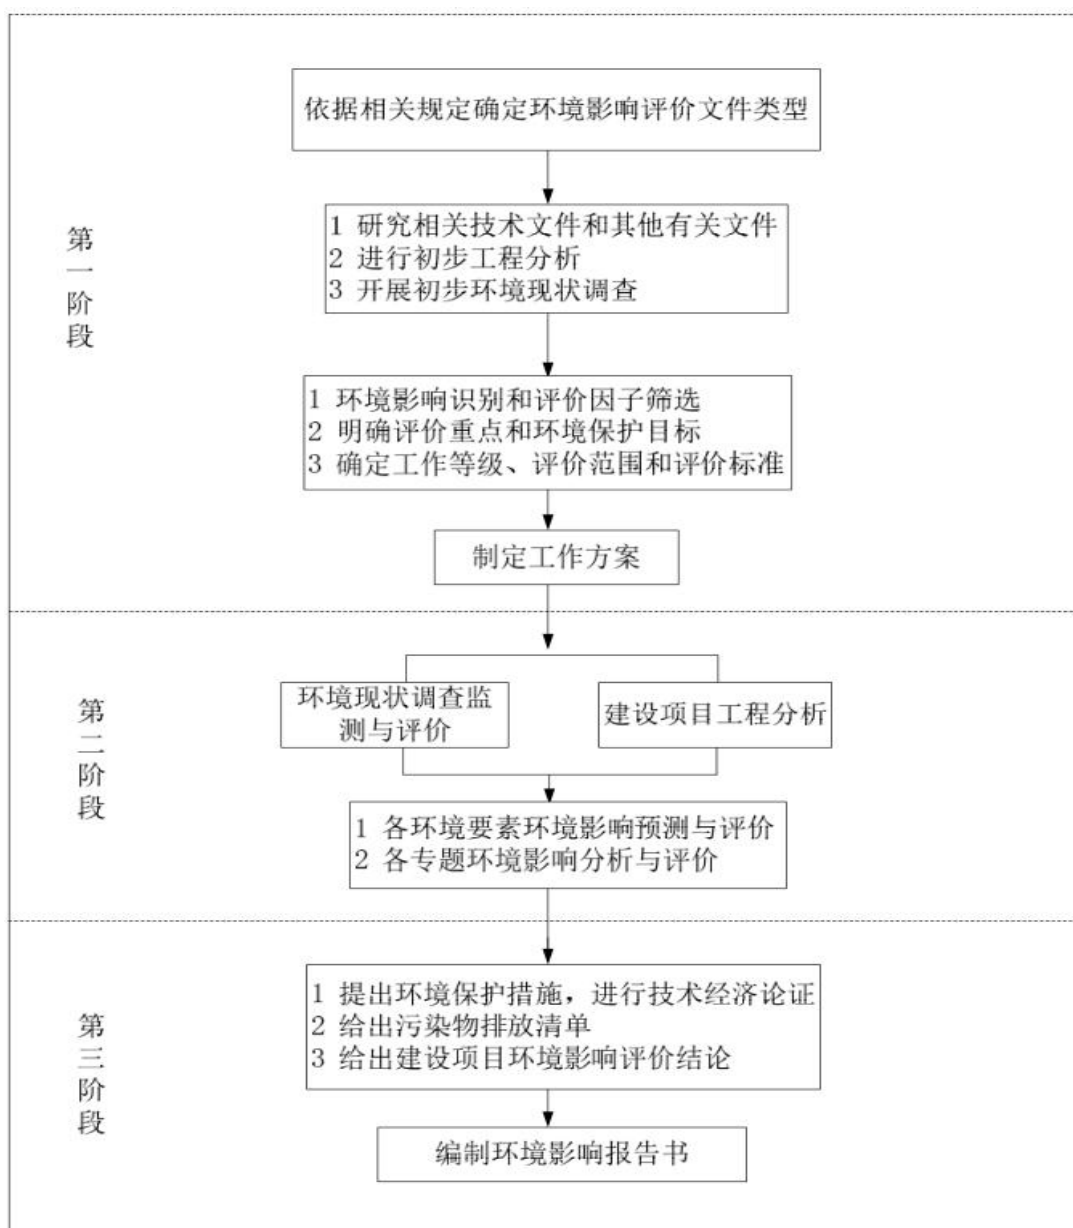 依据相关规定确定环境影响评价文件类型
第一阶段
1 研究相关技术文件和其他有关文件
2 进行初步工程分析
3 开展初步环境现状调查
1 环境影响识别和评价因子筛选
2 明确评价重点和环境保护目标
3 确定工作等级、评价范围和评价标准
制定工作方案
第二阶段
环境现状调查监
测与评价
建设项目工程分析
1 各环境要素环境影响预测与评价
2 各专题环境影响分析与评价
第三阶段
1 提出环境保护措施，进行技术经济论证
2 给出污染物排放清单
3 给出建设项目环境影响评价结论
编制环境影响报告书